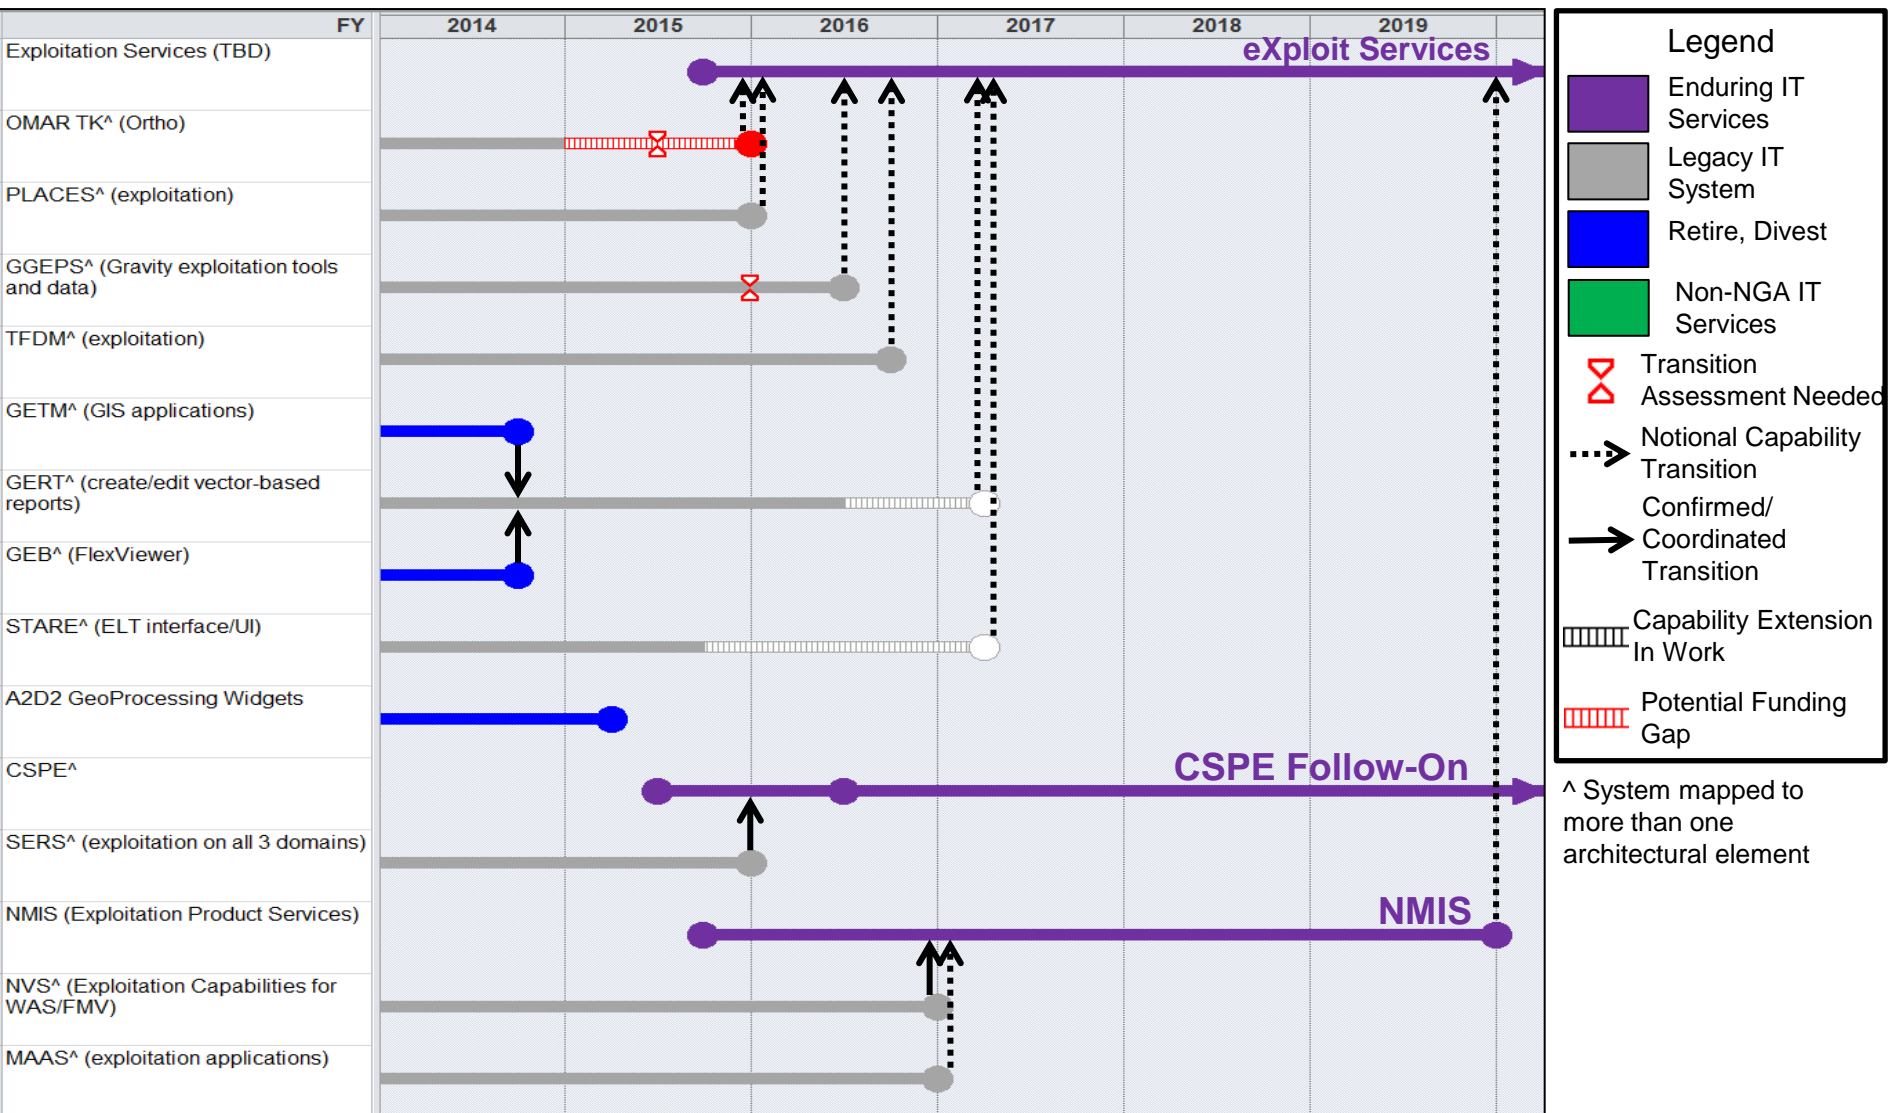 FY 2014 2015 2016 2017 2018 2019
Exploitation Services (TBD)
eXploit Services
OMAR TK^ (Ortho)
PLACES^ (exploitation)
GGEPS^ (Gravity exploitation tools
and data)
TFDM^ (exploitation)
GETM^ (GIS applications)
GERT^ (create/edit vector-based
reports)
GEB^ (FlexViewer)
STARE^ (ELT interface/UI)
A2D2 GeoProcessing Widgets
CSPE^
CSPE Follow-On
SERS^ (exploitation on all 3 domains)
NMIS (Exploitation Product Services)
NMIS
NVS^ (Exploitation Capabilities for
WAS/FMV)
MAAS^ (exploitation applications)
Legend
Enduring IT
Services
Legacy IT
System
Retire, Divest
Non-NGA IT
Services
Transition
Assessment Needed
Notional Capability
Transition
Confirmed/
Coordinated
Transition
Capability Extension
In Work
Potential Funding
Gap
^ System mapped to
more than one
architectural element